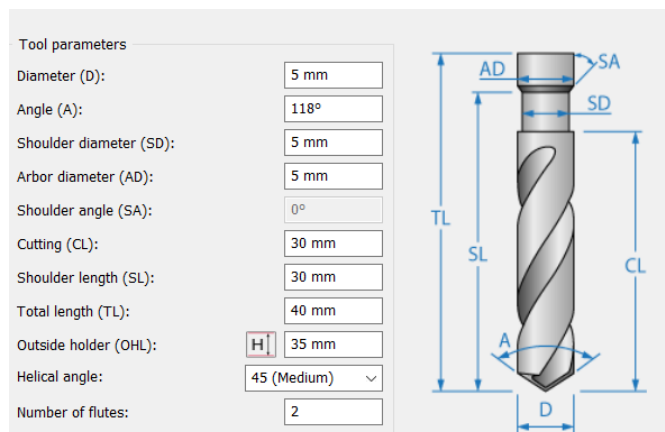 Tool parameters
Diameter (D): 5 mm
Angle (A): 118º
Shoulder diameter (SD): 5 mm
Arbor diameter (AD): 5 mm
Shoulder angle (SA): 0º
Cutting (CL): 30 mm
Shoulder length (SL): 30 mm
Total length (TL): 40 mm
Outside holder (OHL): H 35 mm
Helical angle: 45 (Medium)
Number of flutes: 2
AD SA
SD
TL
SL
CL
A
D